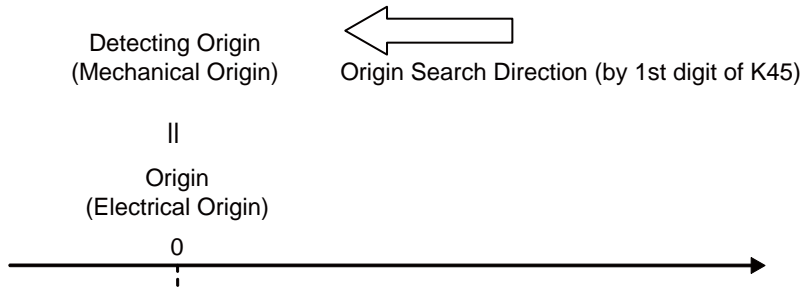 Detecting Origin
(Mechanical Origin)
Origin Search Direction (by 1st digit of K45)
=
Origin
(Electrical Origin)
0